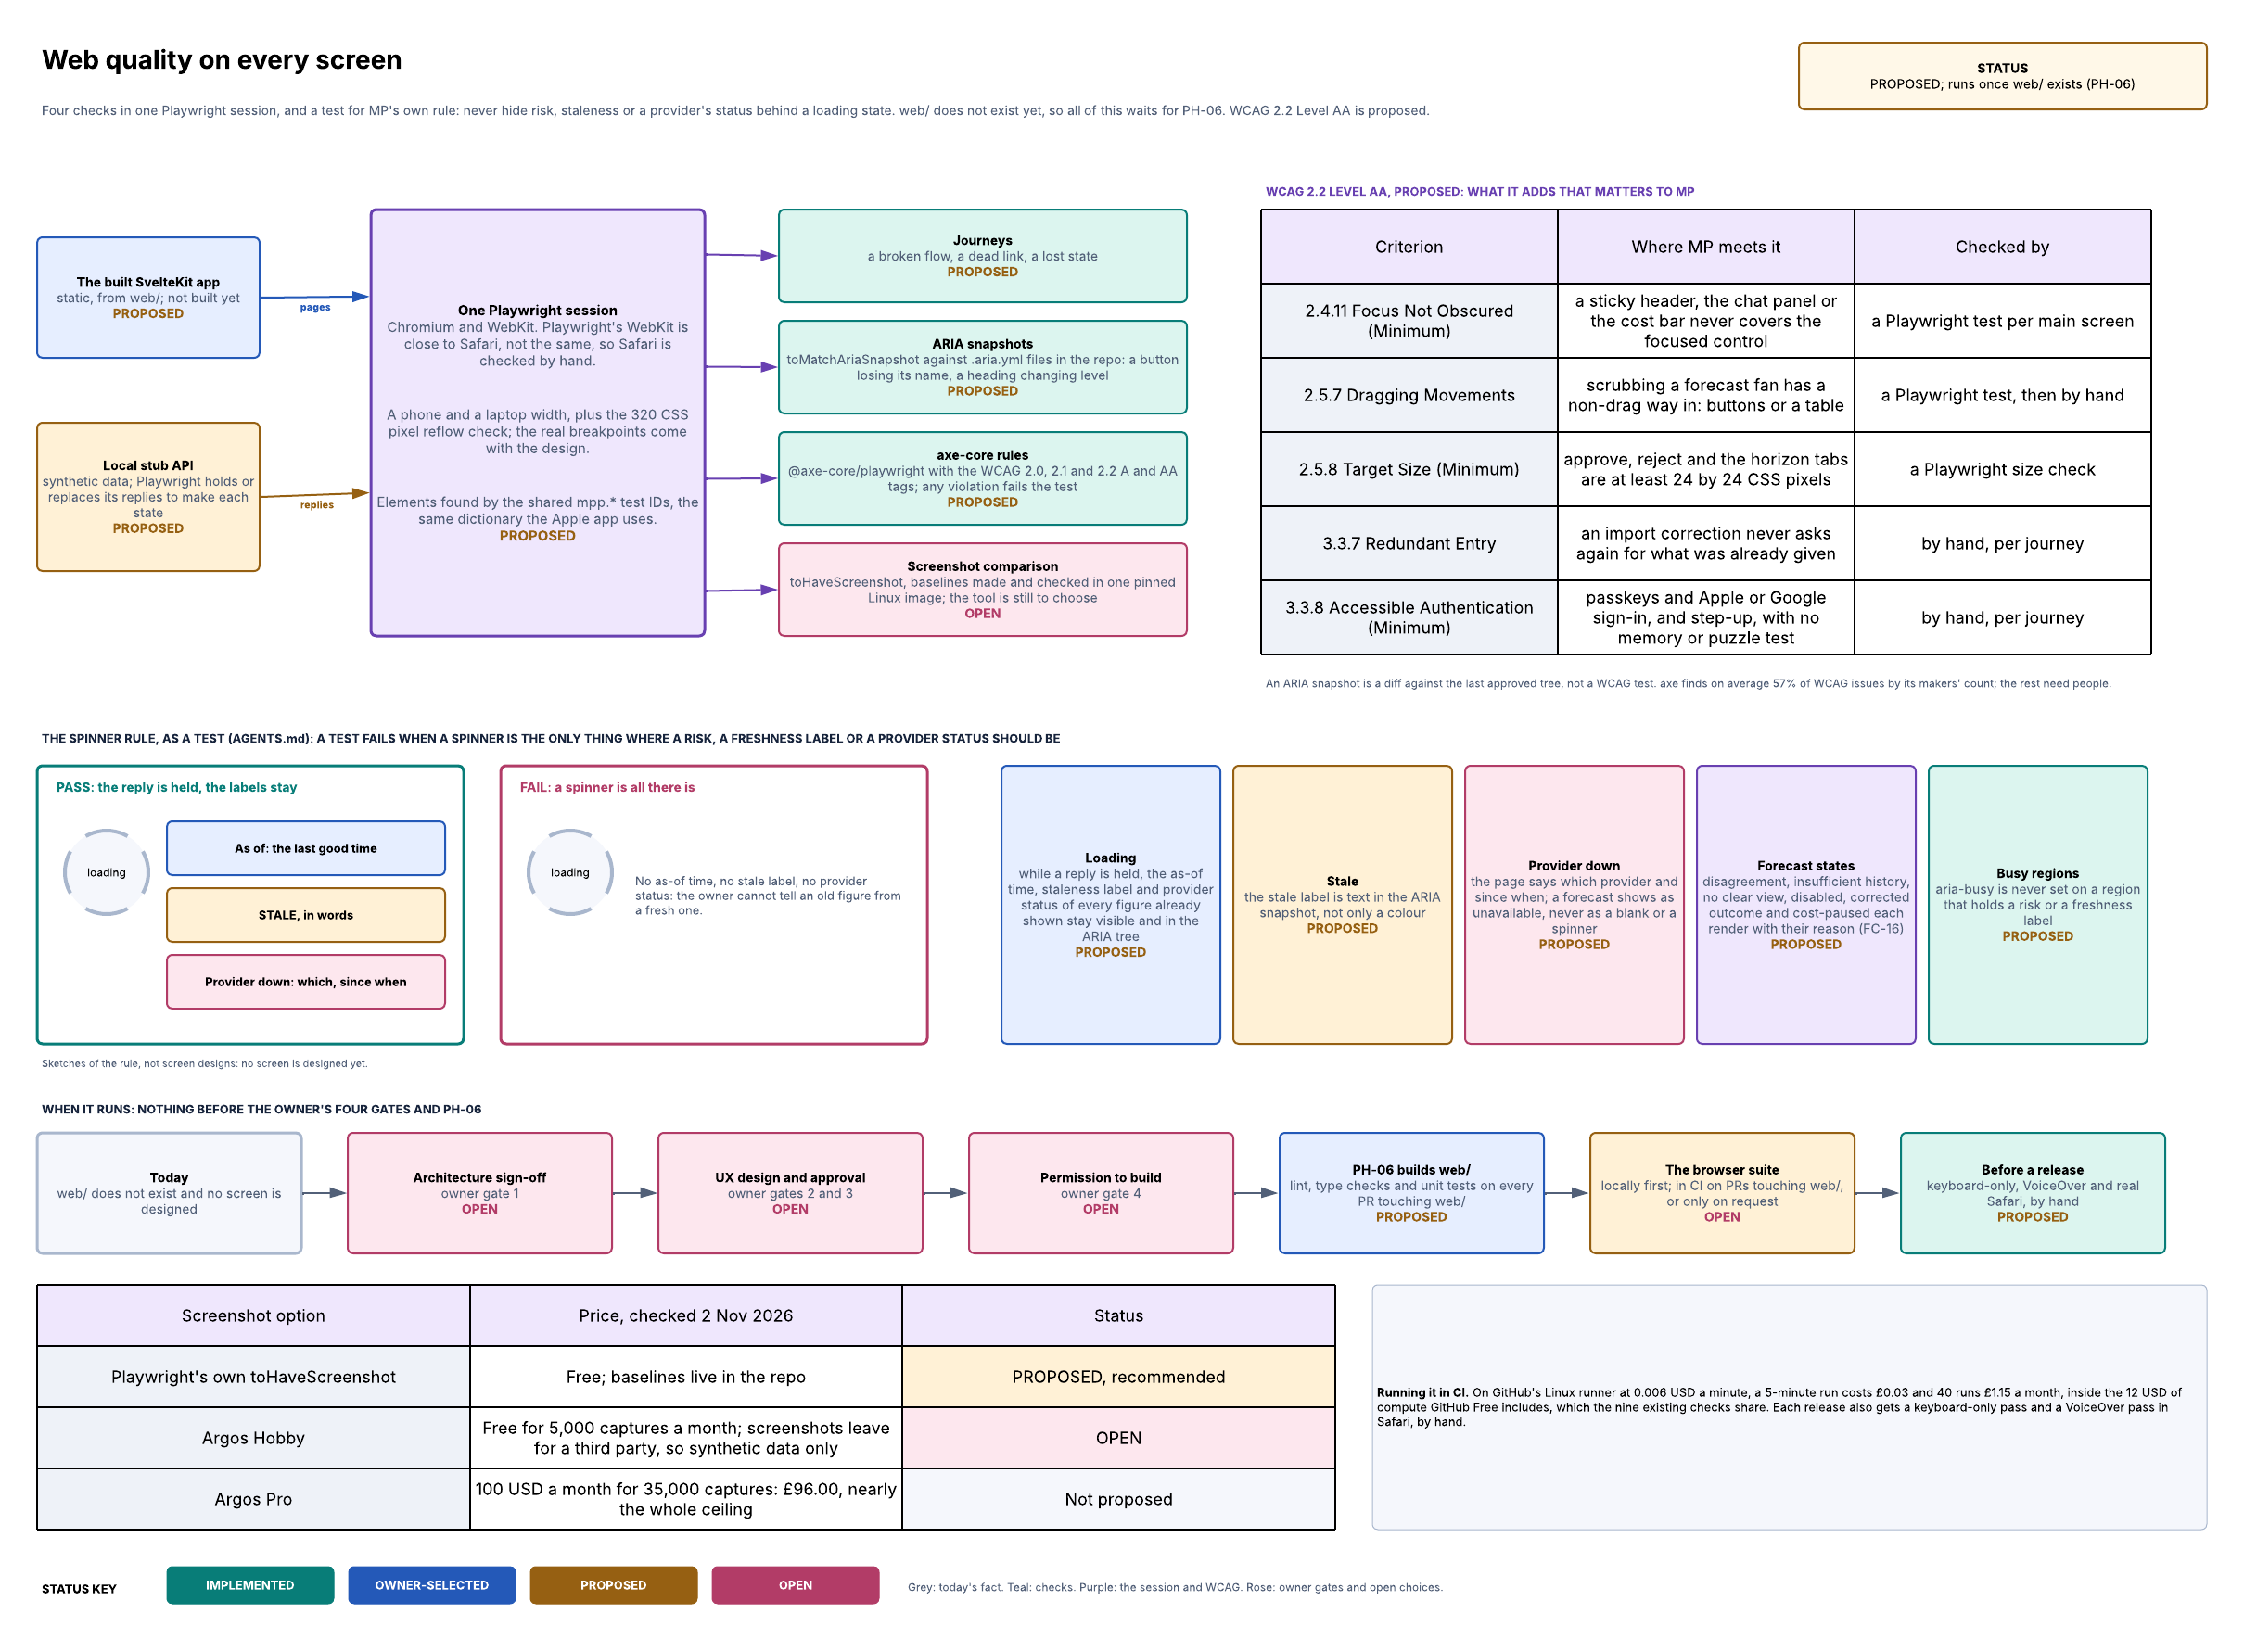 Web quality on every screen
STATUS
PROPOSED; runs once web/ exists (PH-06)
Four checks in one Playwright session, and a test for MP's own rule: never hide risk, staleness or a provider's status behind a loading state. web/ does not exist yet, so all of this waits for PH-06. WCAG 2.2 Level AA is proposed.
The built SvelteKit app
static, from web/; not built yet
PROPOSED
pages
Local stub API
synthetic data; Playwright holds or
replaces its replies to make each
state
PROPOSED
replies
One Playwright session
Chromium and WebKit. Playwright's WebKit is
close to Safari, not the same, so Safari is
checked by hand.
A phone and a laptop width, plus the 320 CSS
pixel reflow check; the real breakpoints come
with the design.
Elements found by the shared mpp.* test IDs, the
same dictionary the Apple app uses.
PROPOSED
Journeys
a broken flow, a dead link, a lost state
PROPOSED
ARIA snapshots
toMatchAriaSnapshot against .aria.yml files in the repo: a button
losing its name, a heading changing level
PROPOSED
axe-core rules
@axe-core/playwright with the WCAG 2.0, 2.1 and 2.2 A and AA
tags; any violation fails the test
PROPOSED
Screenshot comparison
toHaveScreenshot, baselines made and checked in one pinned
Linux image; the tool is still to choose
OPEN
WCAG 2.2 LEVEL AA, PROPOSED: WHAT IT ADDS THAT MATTERS TO MP
Criterion
Where MP meets it
Checked by
2.4.11 Focus Not Obscured
(Minimum)
a sticky header, the chat panel or
the cost bar never covers the
focused control
a Playwright test per main screen
2.5.7 Dragging Movements
scrubbing a forecast fan has a
non-drag way in: buttons or a table
a Playwright test, then by hand
2.5.8 Target Size (Minimum)
approve, reject and the horizon tabs
are at least 24 by 24 CSS pixels
a Playwright size check
3.3.7 Redundant Entry
an import correction never asks
again for what was already given
by hand, per journey
3.3.8 Accessible Authentication
(Minimum)
passkeys and Apple or Google
sign-in, and step-up, with no
memory or puzzle test
by hand, per journey
An ARIA snapshot is a diff against the last approved tree, not a WCAG test. axe finds on average 57% of WCAG issues by its makers' count; the rest need people.
THE SPINNER RULE, AS A TEST (AGENTS.md): A TEST FAILS WHEN A SPINNER IS THE ONLY THING WHERE A RISK, A FRESHNESS LABEL OR A PROVIDER STATUS SHOULD BE
PASS: the reply is held, the labels stay
loading
As of: the last good time
STALE, in words
Provider down: which, since when
FAIL: a spinner is all there is
loading
No as-of time, no stale label, no provider
status: the owner cannot tell an old figure from
a fresh one.
Loading
while a reply is held, the as-of
time, staleness label and provider
status of every figure already
shown stay visible and in the
ARIA tree
PROPOSED
Stale
the stale label is text in the ARIA
snapshot, not only a colour
PROPOSED
Provider down
the page says which provider and
since when; a forecast shows as
unavailable, never as a blank or a
spinner
PROPOSED
Forecast states
disagreement, insufficient history,
no clear view, disabled, corrected
outcome and cost-paused each
render with their reason (FC-16)
PROPOSED
Busy regions
aria-busy is never set on a region
that holds a risk or a freshness
label
PROPOSED
Sketches of the rule, not screen designs: no screen is designed yet.
WHEN IT RUNS: NOTHING BEFORE THE OWNER'S FOUR GATES AND PH-06
Today
web/ does not exist and no screen is
designed
Architecture sign-off
owner gate 1
OPEN
UX design and approval
owner gates 2 and 3
OPEN
Permission to build
owner gate 4
OPEN
PH-06 builds web/
lint, type checks and unit tests on every
PR touching web/
PROPOSED
The browser suite
locally first; in CI on PRs touching web/,
or only on request
OPEN
Before a release
keyboard-only, VoiceOver and real
Safari, by hand
PROPOSED
Screenshot option
Price, checked 2 Nov 2026
Status
Playwright's own toHaveScreenshot
Free; baselines live in the repo
PROPOSED, recommended
Argos Hobby
Free for 5,000 captures a month; screenshots leave
for a third party, so synthetic data only
OPEN
Argos Pro
100 USD a month for 35,000 captures: £96.00, nearly
the whole ceiling
Not proposed
Running it in CI. On GitHub's Linux runner at 0.006 USD a minute, a 5-minute run costs £0.03 and 40 runs £1.15 a month, inside the 12 USD of
compute GitHub Free includes, which the nine existing checks share. Each release also gets a keyboard-only pass and a VoiceOver pass in
Safari, by hand.
STATUS KEY
IMPLEMENTED
OWNER-SELECTED
PROPOSED
OPEN
Grey: today's fact. Teal: checks. Purple: the session and WCAG. Rose: owner gates and open choices.